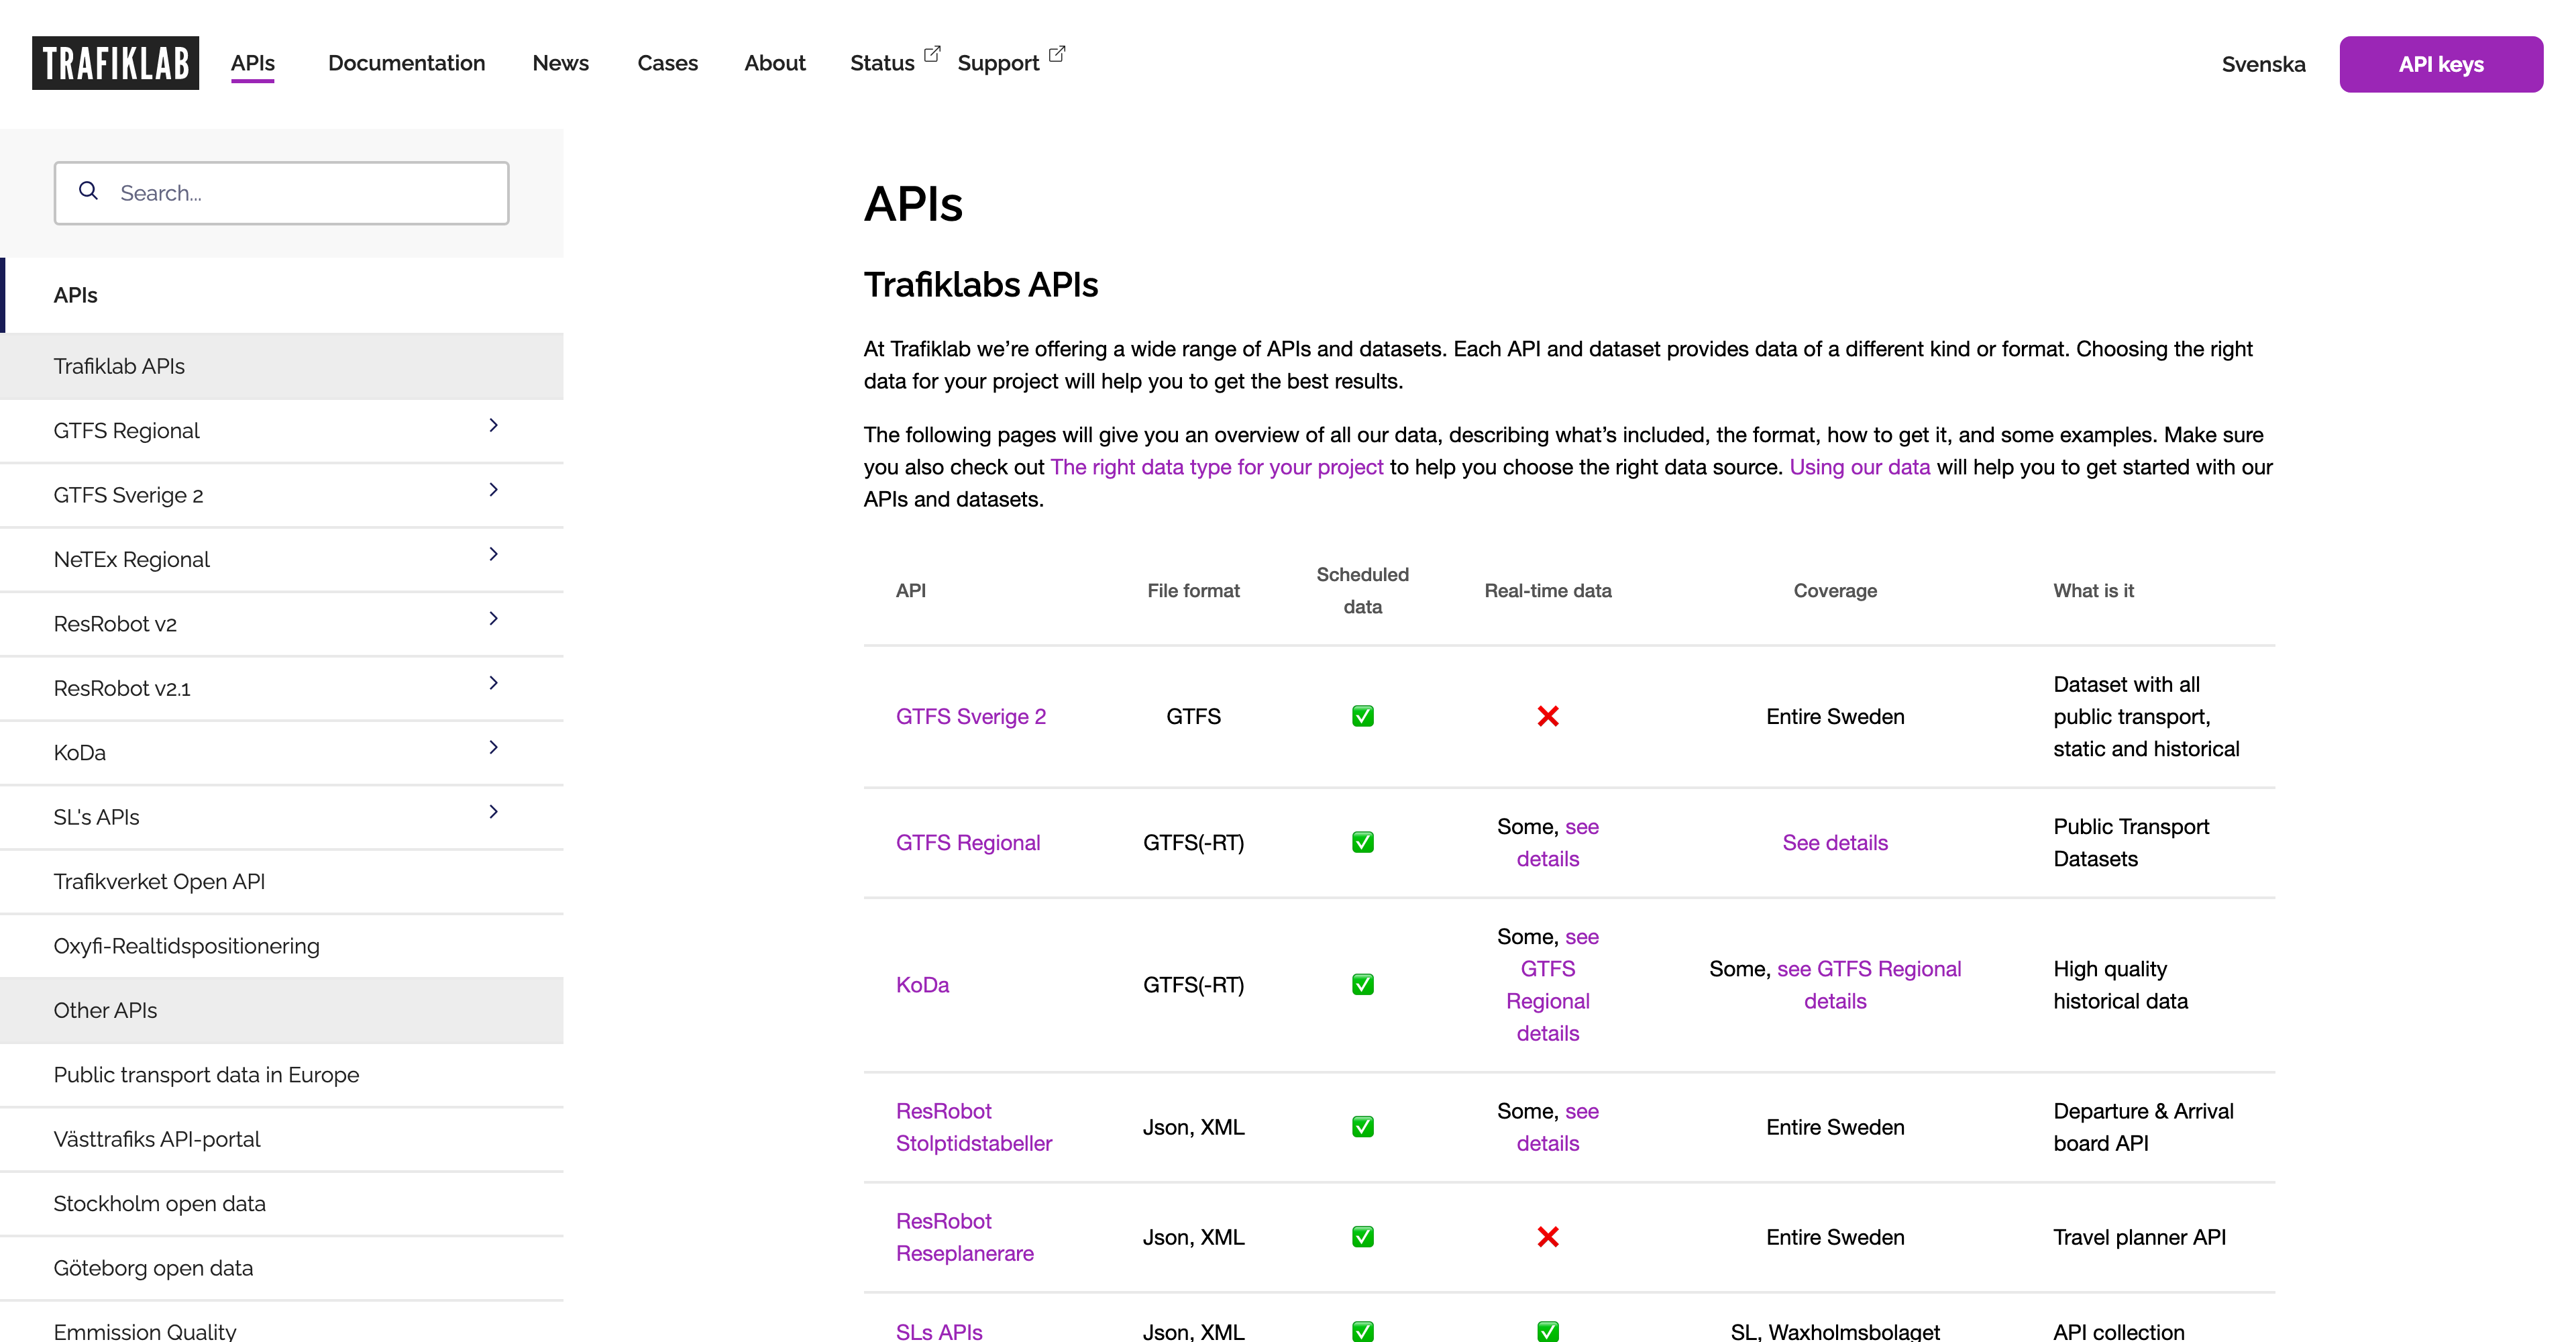 TRAFIKLAB
APIs
Documentation
News
Cases
About
Status
Support
Svenska
API keys
Search...
APIs
Trafiklab APIs
GTFS Regional
GTFS Sverige 2
NeTEx Regional
ResRobot v2
ResRobot v2.1
KoDa
SL's APIs
Trafikverket Open API
Oxyfi-Realtidspositionering
Other APIs
Public transport data in Europe
Västtrafiks API-portal
Stockholm open data
Göteborg open data
Emmission Quality
APIs
Trafiklabs APIs
At Trafiklab we’re offering a wide range of APIs and datasets. Each API and dataset provides data of a different kind or format. Choosing the right
data for your project will help you to get the best results.
The following pages will give you an overview of all our data, describing what’s included, the format, how to get it, and some examples. Make sure
you also check out The right data type for your project to help you choose the right data source. Using our data will help you to get started with our
APIs and datasets.
API
File format
Scheduled
data
Real-time data
Coverage
What is it
GTFS Sverige 2
GTFS
Entire Sweden
Dataset with all
public transport,
static and historical
GTFS Regional
GTFS(-RT)
Some, see
details
See details
Public Transport
Datasets
KoDa
GTFS(-RT)
Some, see
GTFS
Regional
details
Some, see GTFS Regional
details
High quality
historical data
ResRobot
Stolptidstabeller
Json, XML
Some, see
details
Entire Sweden
Departure & Arrival
board API
ResRobot
Reseplanerare
Json, XML
Entire Sweden
Travel planner API
SLs APIs
Json, XML
SL, Waxholmsbolaget
API collection